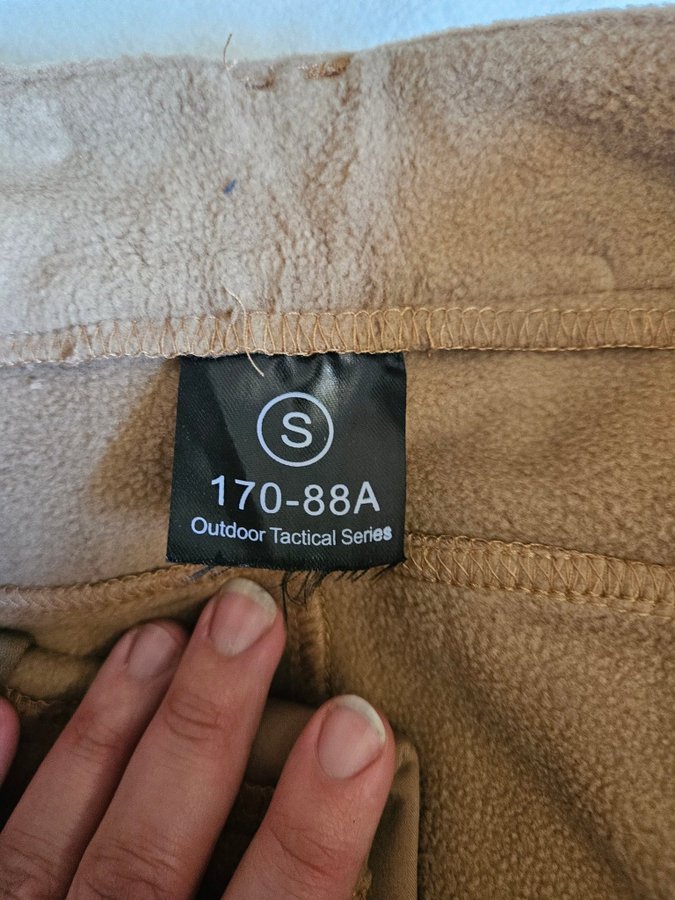 S
170-88A
Outdoor Tactical Series